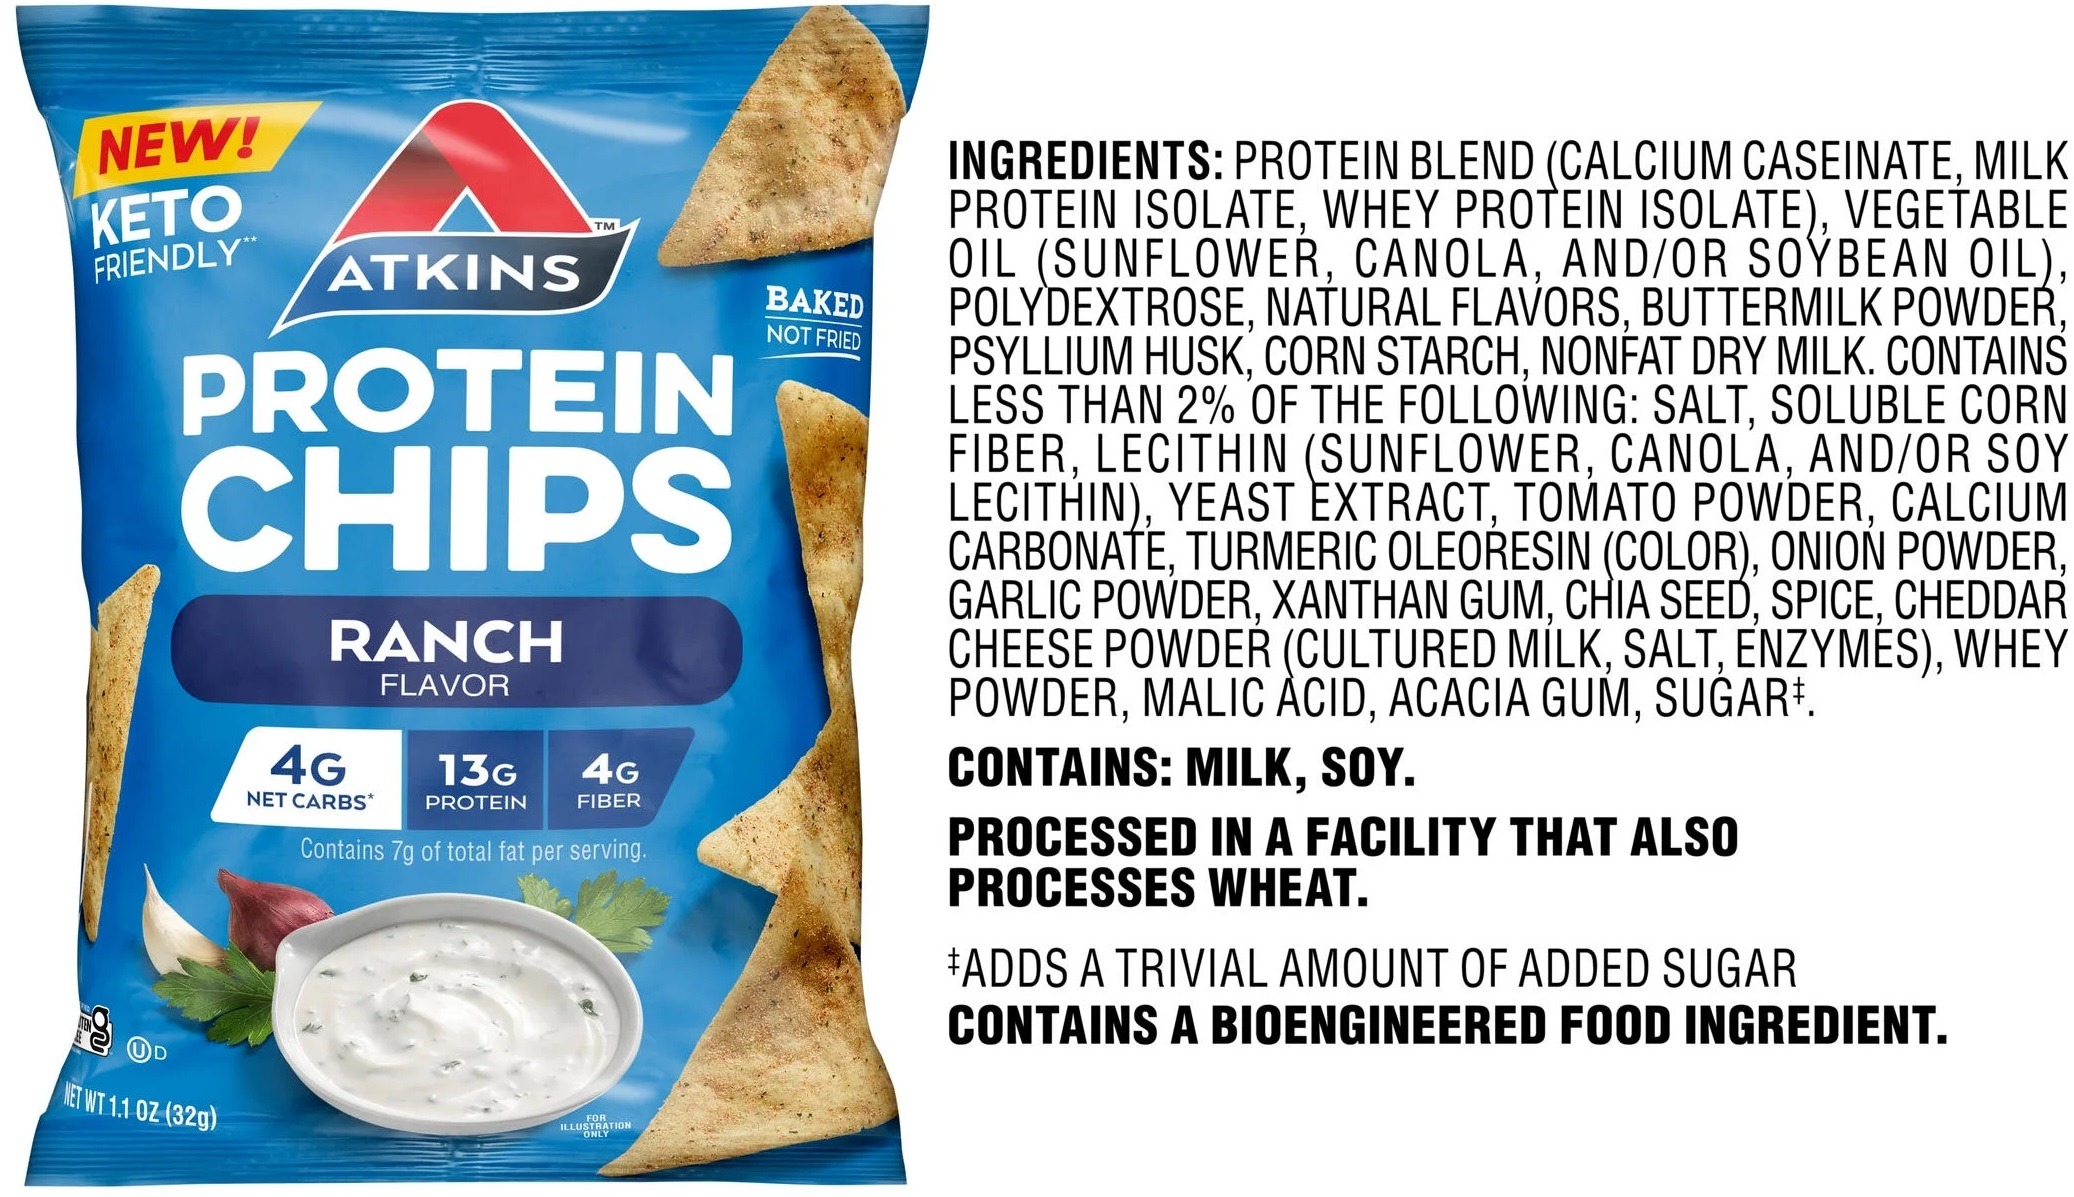 NEW!
KETO
FRIENDLY**
ATKINS™
BAKED
NOT FRIED
PROTEIN
CHIPS
RANCH
FLAVOR
4G
NET CARBS*
13G
PROTEIN
4G
FIBER
Contains 7g of total fat per serving.
UD
NET WT 1.1 OZ (32g)
FOR
ILLUSTRATION
ONLY
INGREDIENTS: PROTEIN BLEND (CALCIUM CASEINATE, MILK
PROTEIN ISOLATE, WHEY PROTEIN ISOLATE), VEGETABLE
OIL (SUNFLOWER, CANOLA, AND/OR SOYBEAN OIL),
POLYDEXTROSE, NATURAL FLAVORS, BUTTERMILK POWDER,
PSYLLIUM HUSK, CORN STARCH, NONFAT DRY MILK. CONTAINS
LESS THAN 2% OF THE FOLLOWING: SALT, SOLUBLE CORN
FIBER, LECITHIN (SUNFLOWER, CANOLA, AND/OR SOY
LECITHIN), YEAST EXTRACT, TOMATO POWDER, CALCIUM
CARBONATE, TURMERIC OLEORESIN (COLOR), ONION POWDER,
GARLIC POWDER, XANTHAN GUM, CHIA SEED, SPICE, CHEDDAR
CHEESE POWDER (CULTURED MILK, SALT, ENZYMES), WHEY
POWDER, MALIC ACID, ACACIA GUM, SUGAR‡.
CONTAINS: MILK, SOY.
PROCESSED IN A FACILITY THAT ALSO
PROCESSES WHEAT.
‡ADDS A TRIVIAL AMOUNT OF ADDED SUGAR
CONTAINS A BIOENGINEERED FOOD INGREDIENT.